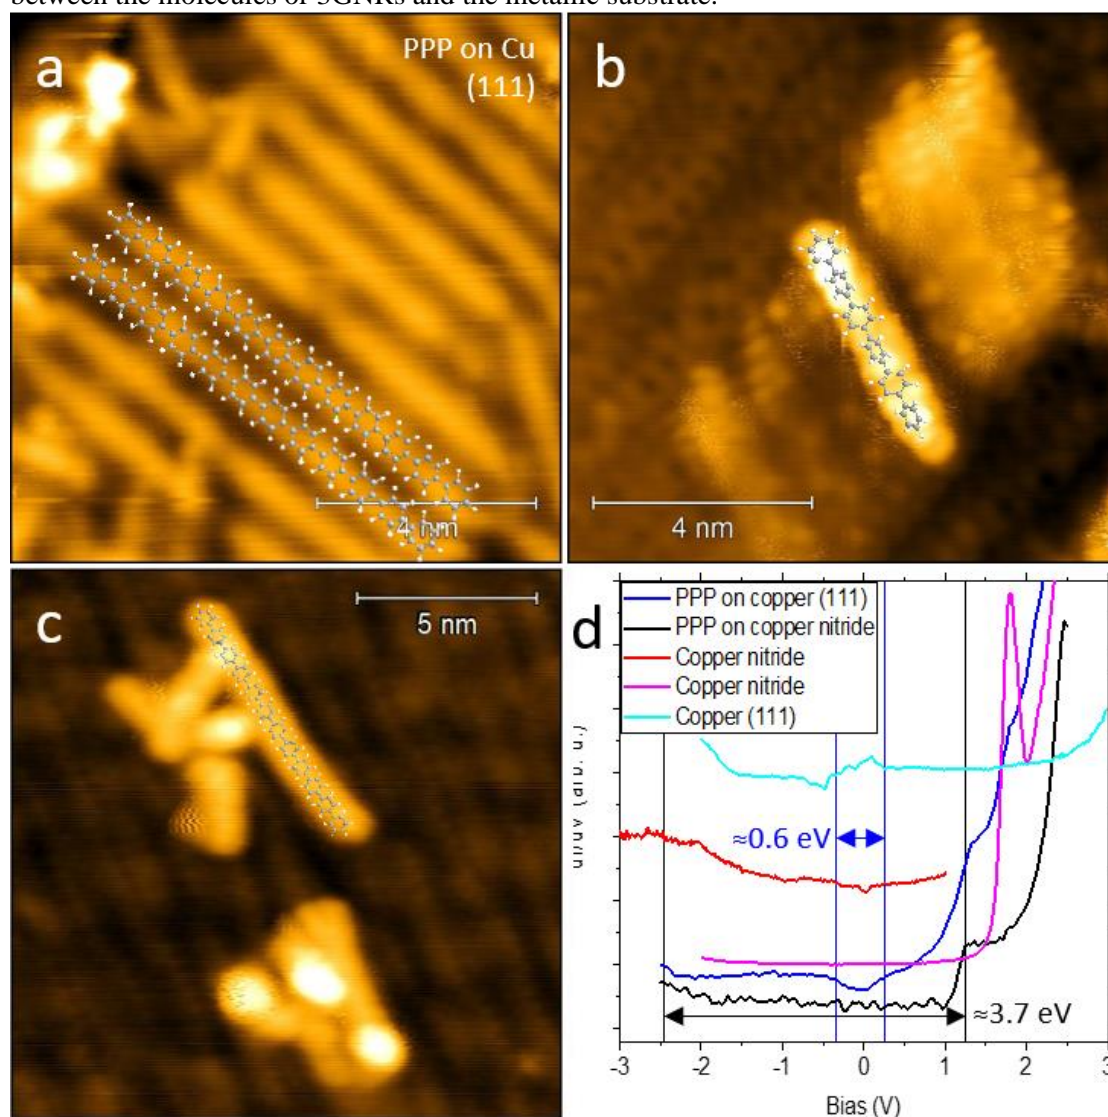 between the molecules or 3GNRs and the metallic substrate.
a
PPP on Cu
(111)
4 nm
b
4 nm
c
5 nm
d
PPP on copper (111)
PPP on copper nitride
Copper nitride
Copper nitride
Copper (111)
≈0.6 eV
≈3.7 eV
-3 -2 -1 0 1 2 3
Bias (V)